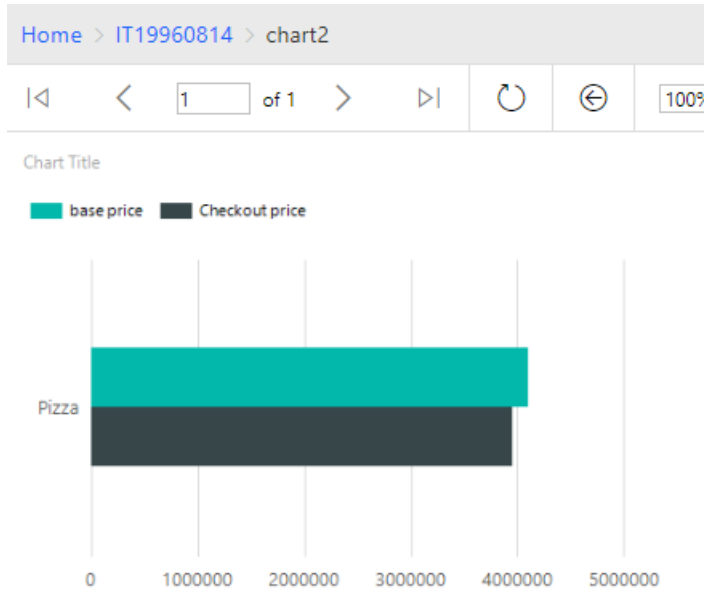 Home > IT19960814 > chart2
1 of 1 100%
Chart Title
base price Checkout price
Pizza
0 1000000 2000000 3000000 4000000 5000000